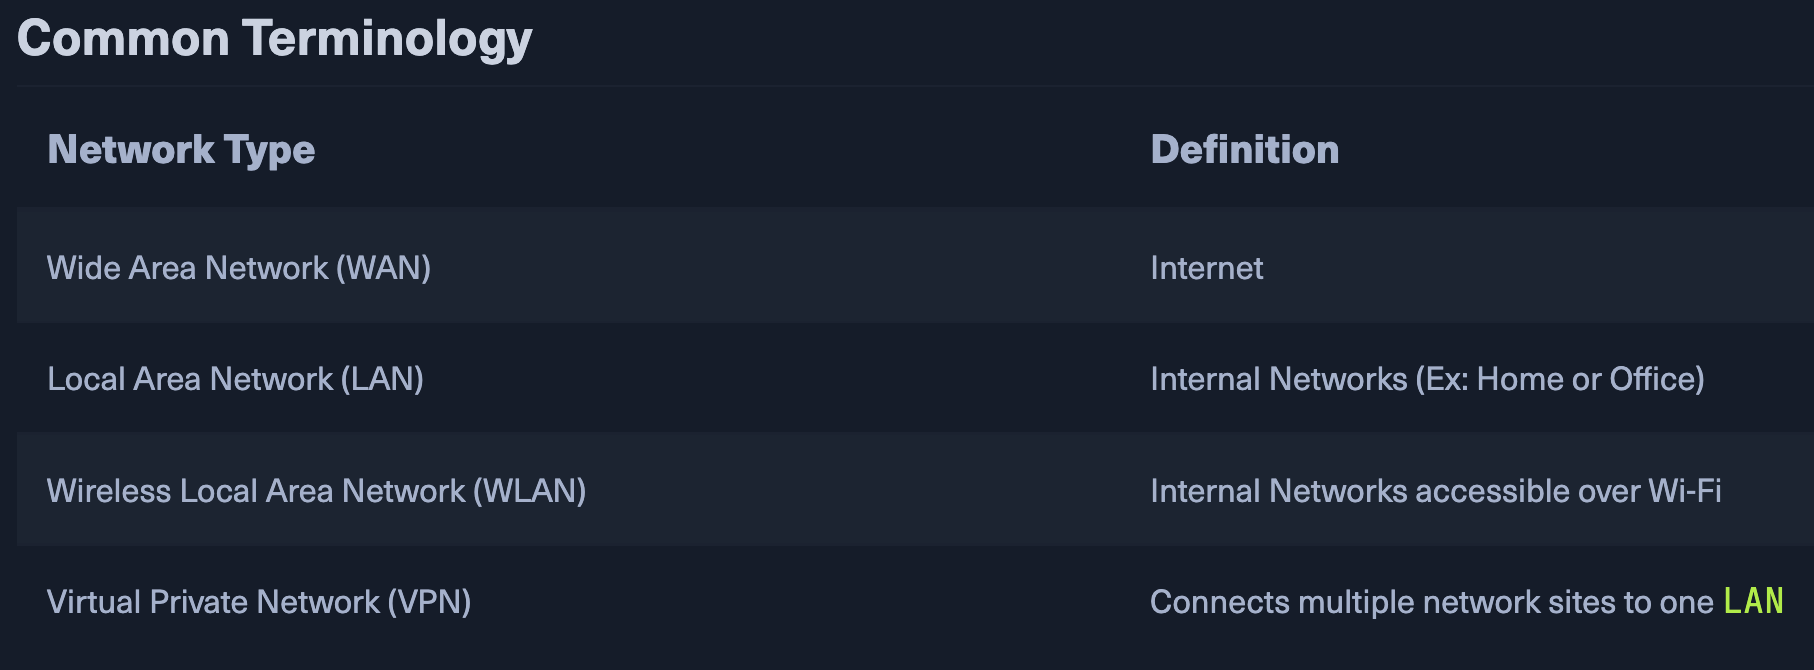 Common Terminology
Network Type Definition
Wide Area Network (WAN) Internet
Local Area Network (LAN) Internal Networks (Ex: Home or Office)
Wireless Local Area Network (WLAN) Internal Networks accessible over Wi-Fi
Virtual Private Network (VPN) Connects multiple network sites to one LAN